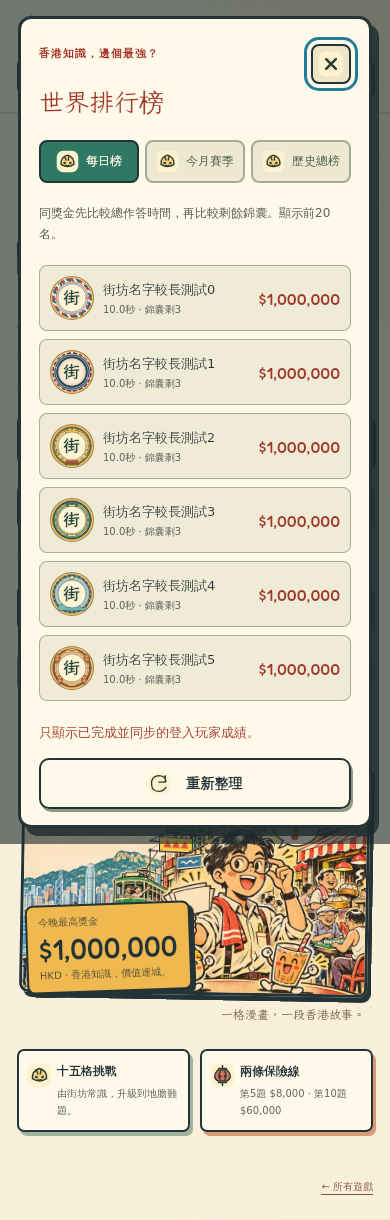 香港知識，邊個最強？
世界排行榜
每日榜
今月賽季
歷史總榜
同獎金先比較總作答時間，再比較剩餘錦囊。顯示前20
名。
街
街坊名字較長測試0
10.0秒 · 錦囊剩3
$1,000,000
街
街坊名字較長測試1
10.0秒 · 錦囊剩3
$1,000,000
街
街坊名字較長測試2
10.0秒 · 錦囊剩3
$1,000,000
街
街坊名字較長測試3
10.0秒 · 錦囊剩3
$1,000,000
街
街坊名字較長測試4
10.0秒 · 錦囊剩3
$1,000,000
街
街坊名字較長測試5
10.0秒 · 錦囊剩3
$1,000,000
只顯示已完成並同步的登入玩家成績。
重新整理
今晚最高獎金
$1,000,000
HKD · 香港知識，價值連城。
一格漫畫，一段香港故事。
十五格挑戰
由街坊常識，升級到地膽難
題。
兩條保險線
第5題 $8,000 · 第10題
$60,000
← 所有遊戲